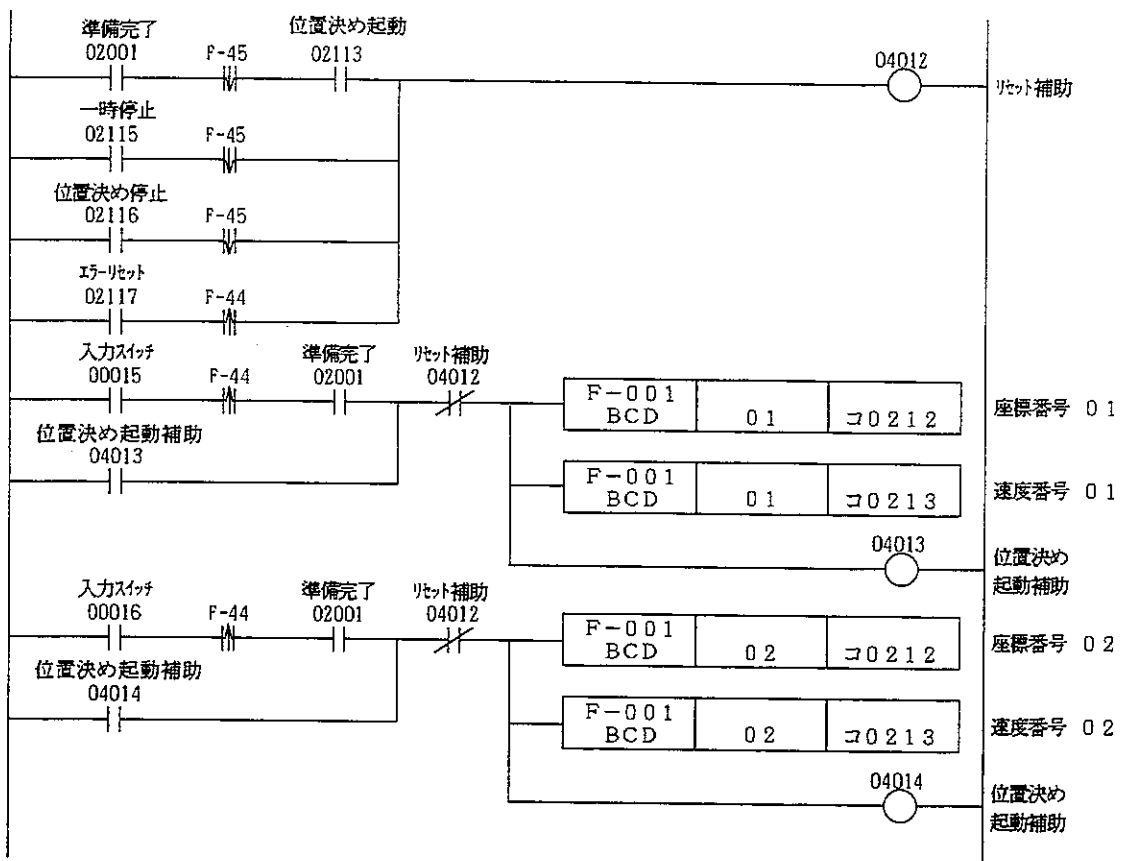 準備完了 位置決め起動
02001 F-45 02113 04012
リセット補助
一時停止
02115 F-45
位置決め停止
02116 F-45
エラーリセット
02117 F-44
入力スイッチ 準備完了 リセット補助
00015 F-44 02001 04012
F-001
BCD 01 コ0212 座標番号 01
位置決め起動補助
04013
F-001
BCD 01 コ0213 速度番号 01
04013
位置決め
起動補助
入力スイッチ 準備完了 リセット補助
00016 F-44 02001 04012
F-001
BCD 02 コ0212 座標番号 02
位置決め起動補助
04014
F-001
BCD 02 コ0213 速度番号 02
04014
位置決め
起動補助